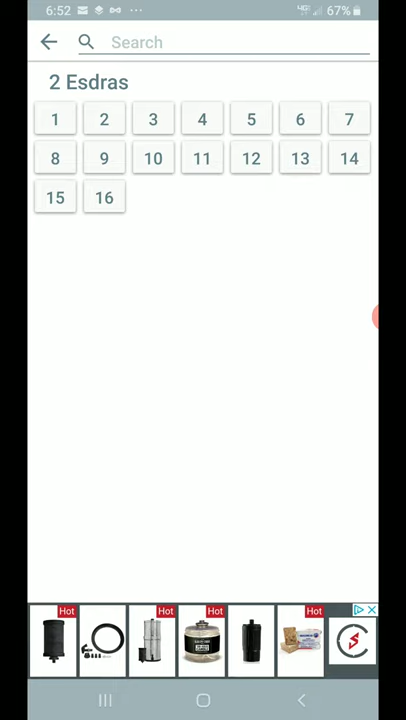 6:52 ... 67%
Search
2 Esdras
1 2 3 4 5 6 7
8 9 10 11 12 13 14
15 16
Hot Hot Hot Hot